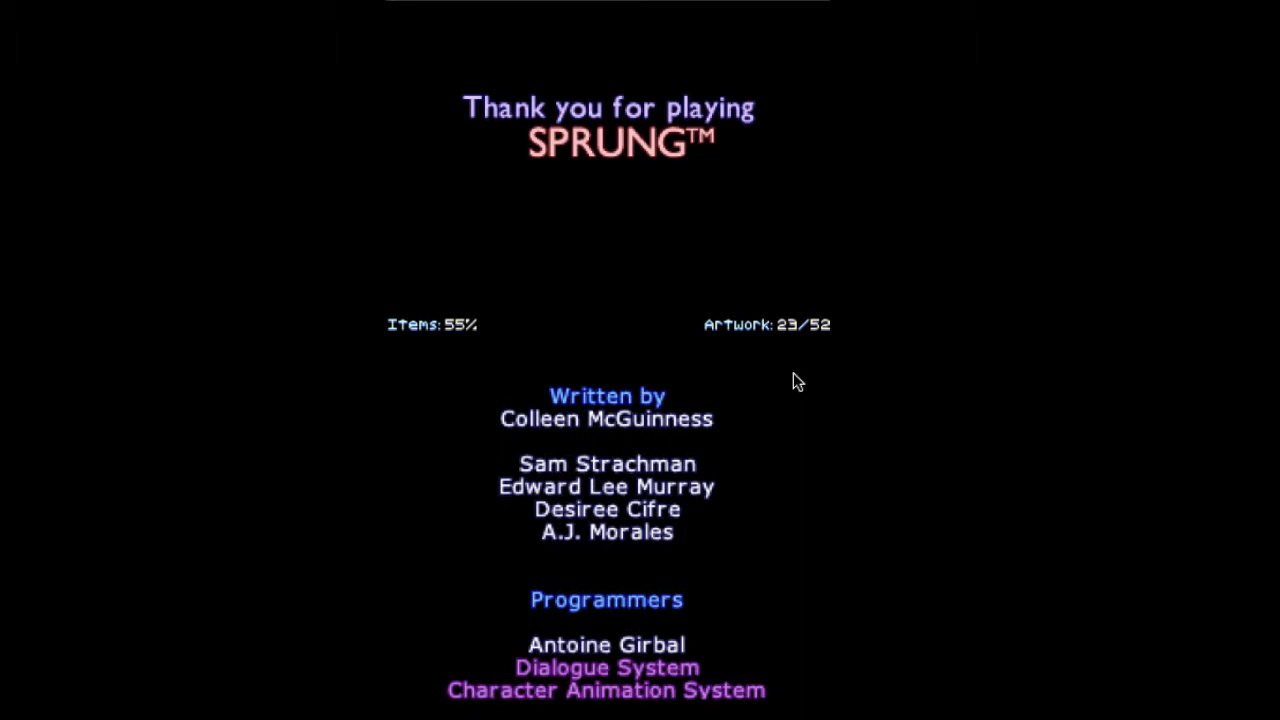 Thank you for playing
SPRUNG™
Items: 55% Artwork: 23/52
Written by
Colleen McGuinness
Sam Strachman
Edward Lee Murray
Desiree Cifre
A.J. Morales
Programmers
Antoine Girbal
Dialogue System
Character Animation System